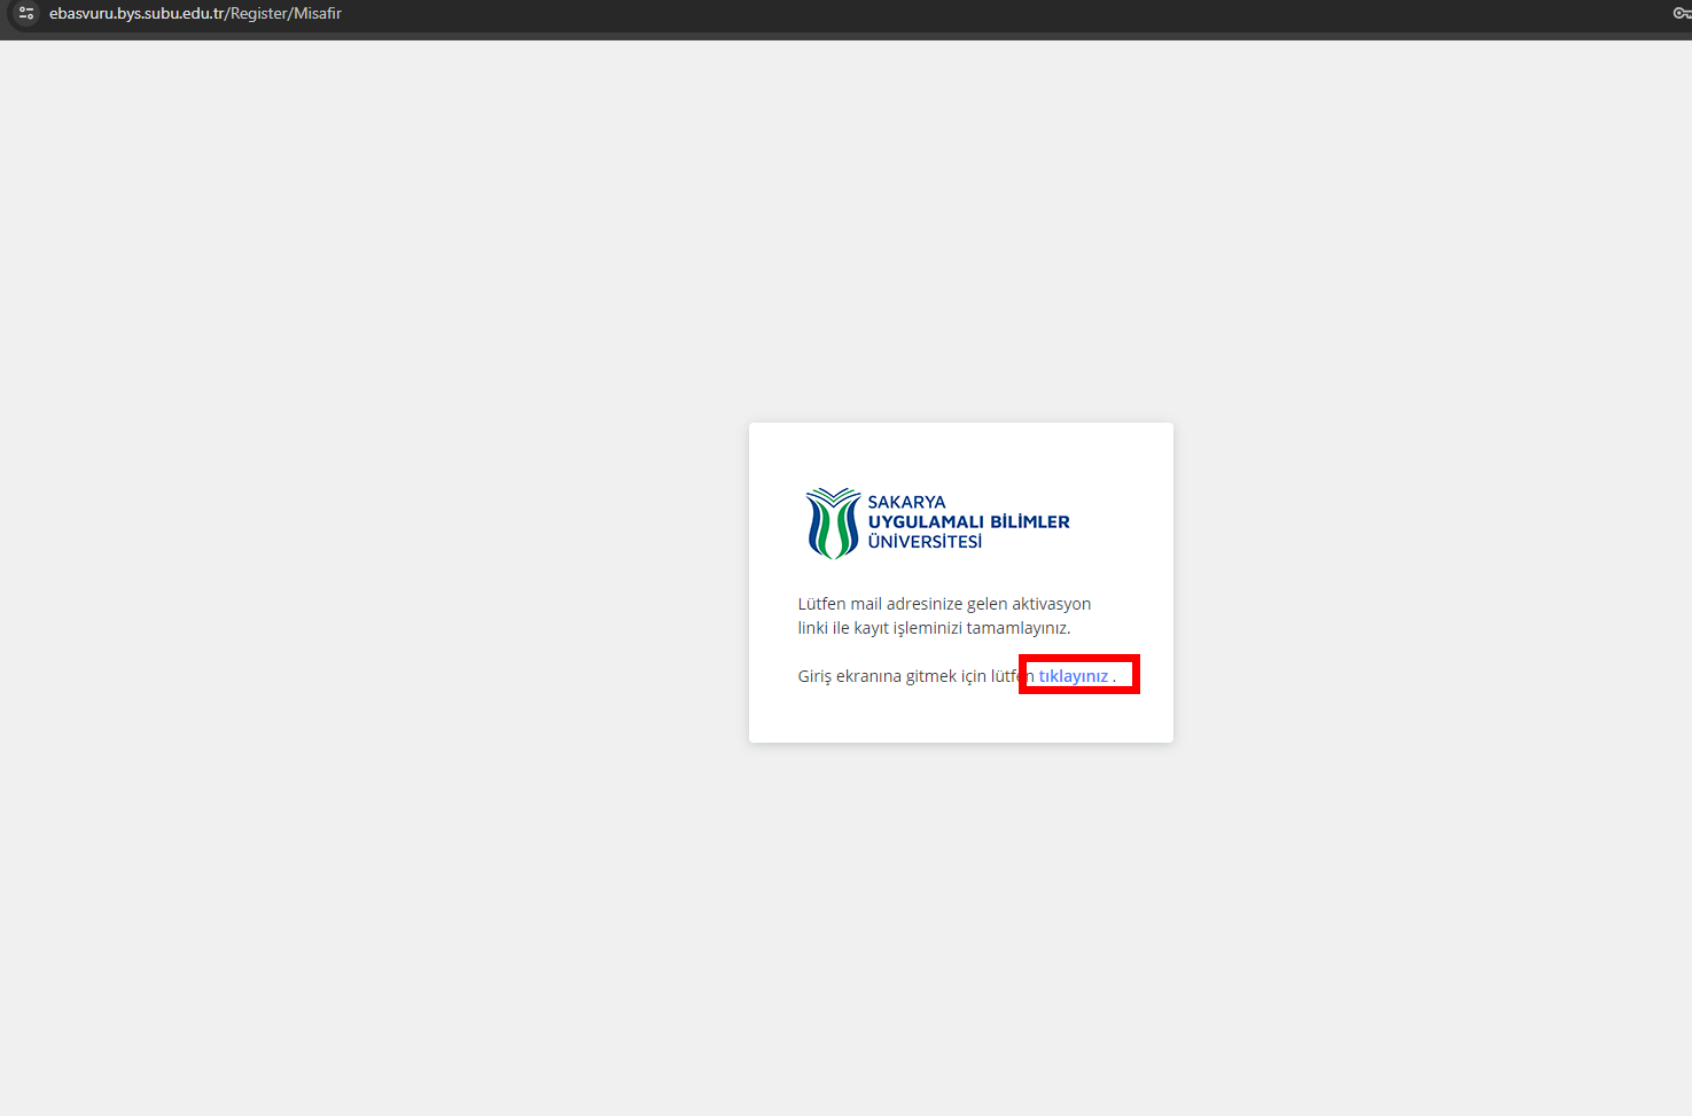 ebasvuru.bys.subu.edu.tr/Register/Misafir
SAKARYA
UYGULAMALI BİLİMLER
ÜNİVERSİTESİ
Lütfen mail adresinize gelen aktivasyon
linki ile kayıt işleminizi tamamlayınız.
Giriş ekranına gitmek için lütfen tıklayınız .